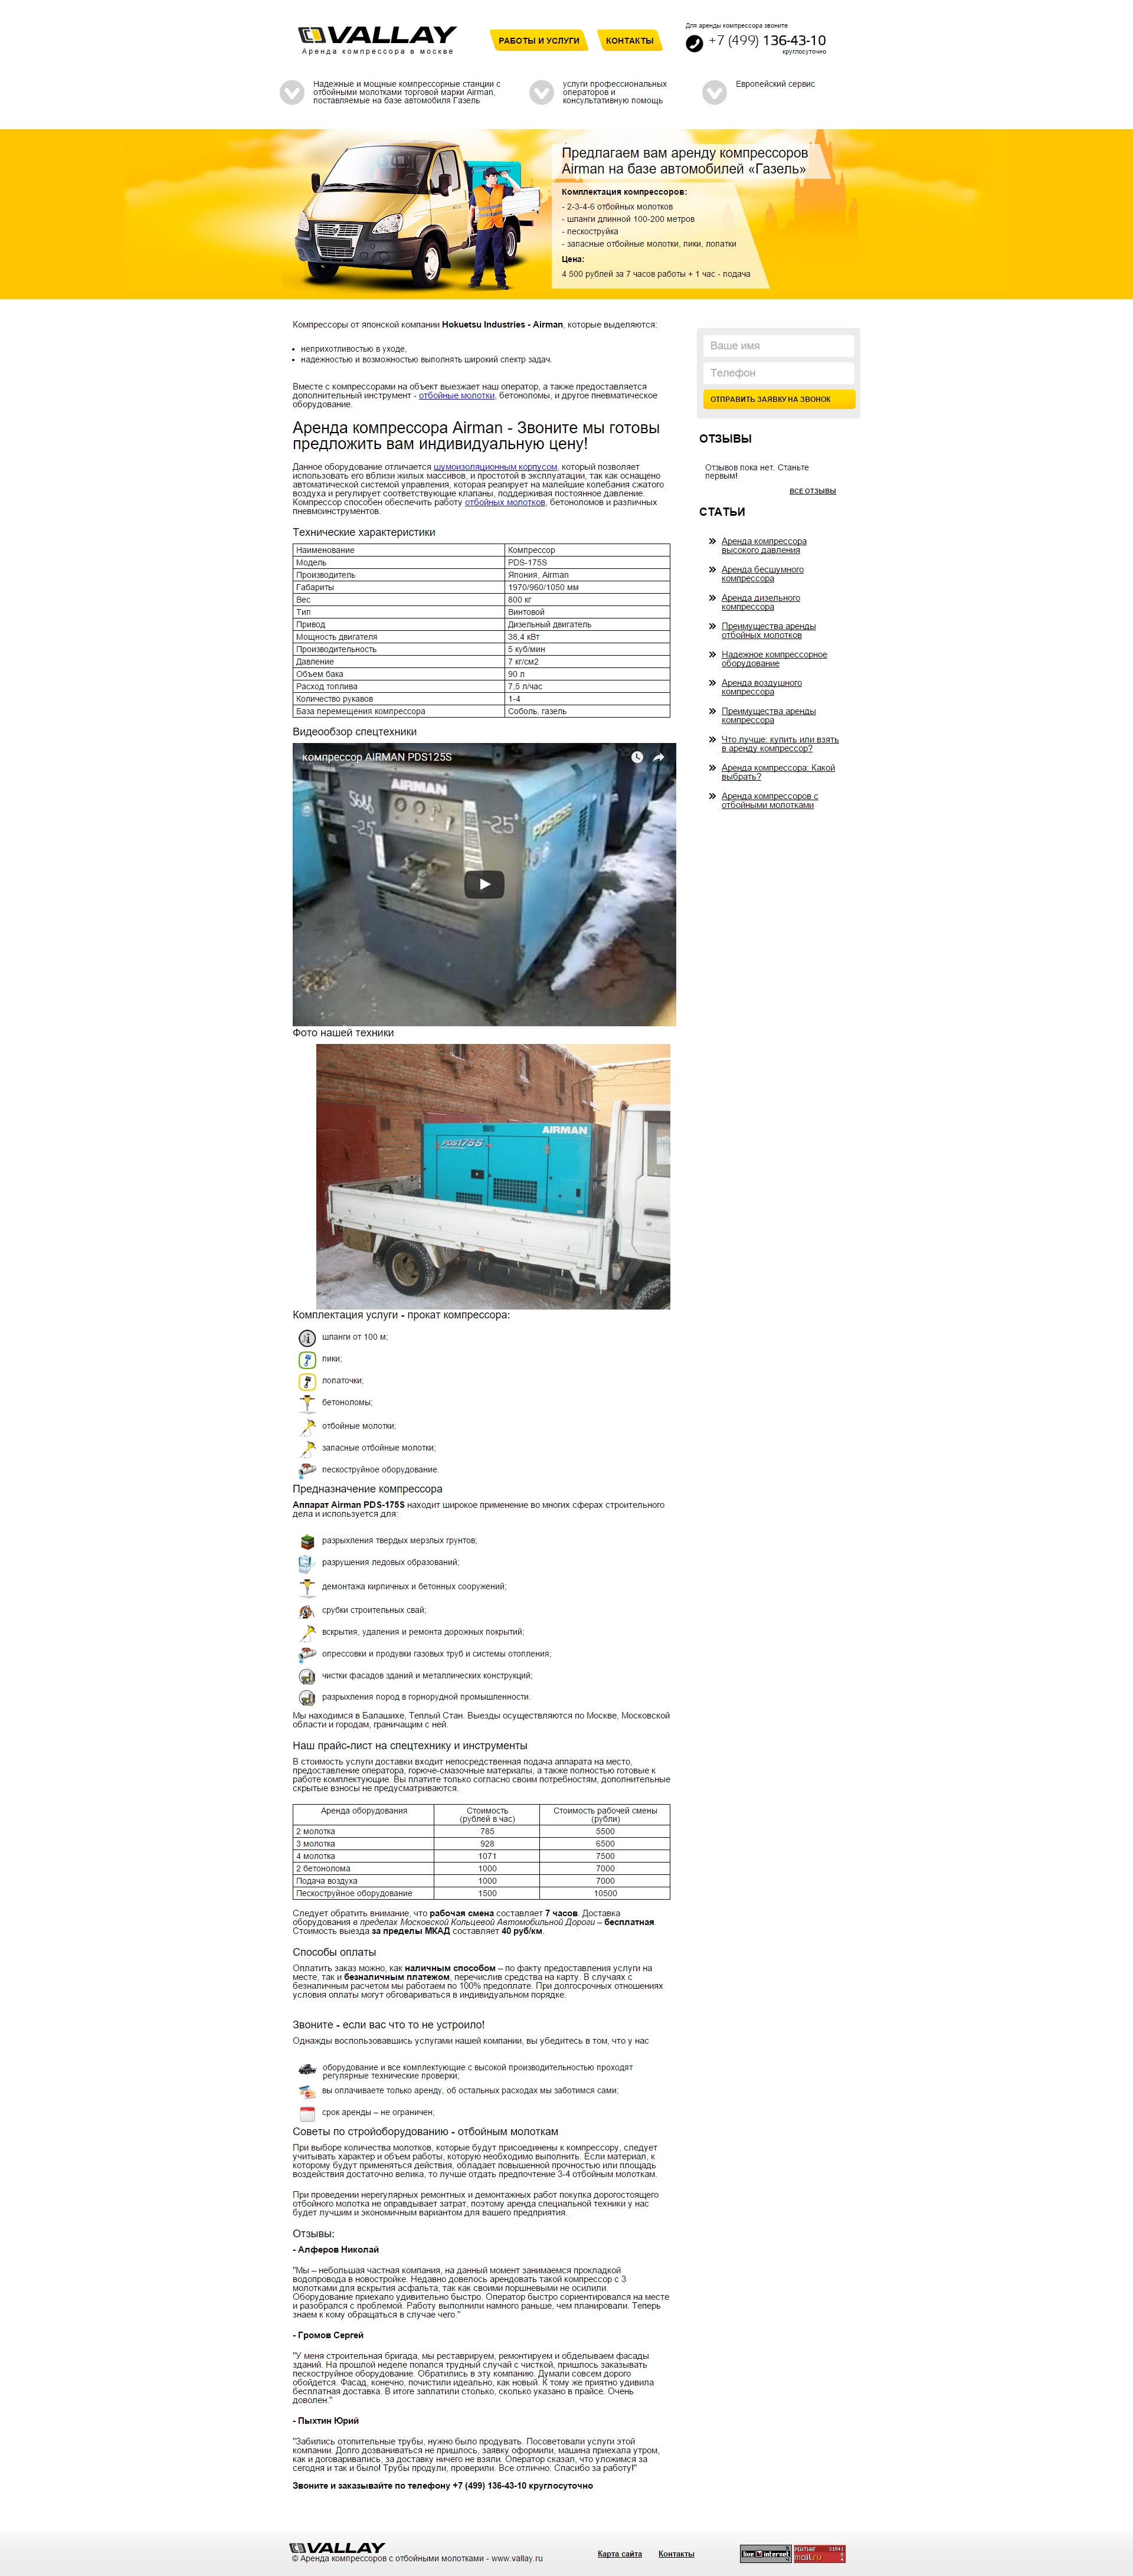 VALLAY
Аренда компрессора в москве
РАБОТЫ И УСЛУГИ
КОНТАКТЫ
Для аренды компрессора звоните
+7 (499) 136-43-10
круглосуточно
Надежные и мощные компрессорные станции с
отбойными молотками торговой марки Airman,
поставляемые на базе автомобиля Газель
услуги профессиональных
операторов и
консультативную помощь
Европейский сервис
Предлагаем вам аренду компрессоров
Airman на базе автомобилей «Газель»
Комплектация компрессоров:
- 2-3-4-6 отбойных молотков
- шланги длинной 100-200 метров
- пескоструйка
- запасные отбойные молотки, пики, лопатки
Цена:
4 500 рублей за 7 часов работы + 1 час - подача
Компрессоры от японской компании Hokuetsu Industries - Airman, которые выделяются:
неприхотливостью в уходе,
надежностью и возможностью выполнять широкий спектр задач.
Вместе с компрессорами на объект выезжает наш оператор, а также предоставляется
дополнительный инструмент - отбойные молотки, бетоноломы, и другое пневматическое
оборудование.
Аренда компрессора Airman - Звоните мы готовы
предложить вам индивидуальную цену!
Данное оборудование отличается шумоизоляционным корпусом, который позволяет
использовать его вблизи жилых массивов, и простотой в эксплуатации, так как оснащено
автоматической системой управления, которая реагирует на малейшие колебания сжатого
воздуха и регулирует соответствующие клапаны, поддерживая постоянное давление.
Компрессор способен обеспечить работу отбойных молотков, бетоноломов и различных
пневмоинструментов.
Технические характеристики
Наименование Компрессор
Модель PDS-175S
Производитель Япония, Airman
Габариты 1970/960/1050 мм
Вес 800 кг
Тип Винтовой
Привод Дизельный двигатель
Мощность двигателя 38,4 кВт
Производительность 5 куб/мин
Давление 7 кг/см2
Объем бака 90 л
Расход топлива 7,5 л/час
Количество рукавов 1-4
База перемещения компрессора Соболь, газель
Видеообзор спецтехники
компрессор AIRMAN PDS125S
AIRMAN
-25°
-25°
Фото нашей техники
AIRMAN
PDS175S
Комплектация услуги - прокат компрессора:
шланги от 100 м;
пики;
лопаточки;
бетоноломы;
отбойные молотки;
запасные отбойные молотки;
пескоструйное оборудование.
Предназначение компрессора
Аппарат Airman PDS-175S находит широкое применение во многих сферах строительного
дела и используется для:
разрыхления твердых мерзлых грунтов;
разрушения ледовых образований;
демонтажа кирпичных и бетонных сооружений;
срубки строительных свай;
вскрытия, удаления и ремонта дорожных покрытий;
опрессовки и продувки газовых труб и системы отопления;
чистки фасадов зданий и металлических конструкций;
разрыхления пород в горнорудной промышленности.
Мы находимся в Балашихе, Теплый Стан. Выезды осуществляются по Москве, Московской
области и городам, граничащим с ней.
Наш прайс-лист на спецтехнику и инструменты
В стоимость услуги доставки входит непосредственная подача аппарата на место,
предоставление оператора, горюче-смазочные материалы, а также полностью готовые к
работе комплектующие. Вы платите только согласно своим потребностям, дополнительные
скрытые взносы не предусматриваются.
Аренда оборудования Стоимость (рублей в час) Стоимость рабочей смены (рубли)
2 молотка 785 5500
3 молотка 928 6500
4 молотка 1071 7500
2 бетонолома 1000 7000
Подача воздуха 1000 7000
Пескоструйное оборудование 1500 10500
Следует обратить внимание, что рабочая смена составляет 7 часов. Доставка
оборудования в пределах Московской Кольцевой Автомобильной Дороги – бесплатная.
Стоимость выезда за пределы МКАД составляет 40 руб/км.
Способы оплаты
Оплатить заказ можно, как наличным способом – по факту предоставления услуги на
месте, так и безналичным платежом, перечислив средства на карту. В случаях с
безналичным расчетом мы работаем по 100% предоплате. При долгосрочных отношениях
условия оплаты могут обговариваться в индивидуальном порядке.
Звоните - если вас что то не устроило!
Однажды воспользовавшись услугами нашей компании, вы убедитесь в том, что у нас
оборудование и все комплектующие с высокой производительностью проходят
регулярные технические проверки;
вы оплачиваете только аренду, об остальных расходах мы заботимся сами;
срок аренды – не ограничен;
Советы по стройоборудованию - отбойным молоткам
При выборе количества молотков, которые будут присоединены к компрессору, следует
учитывать характер и объем работы, которую необходимо выполнить. Если материал, к
которому будут применяться действия, обладает повышенной прочностью или площадь
воздействия достаточно велика, то лучше отдать предпочтение 3-4 отбойным молоткам.
При проведении нерегулярных ремонтных и демонтажных работ покупка дорогостоящего
отбойного молотка не оправдывает затрат, поэтому аренда специальной техники у нас
будет лучшим и экономичным вариантом для вашего предприятия.
Отзывы:
- Алферов Николай
"Мы – небольшая частная компания, на данный момент занимаемся прокладкой
водопровода в новостройке. Недавно довелось арендовать такой компрессор с 3
молотками для вскрытия асфальта, так как своими поршневыми не осилили.
Оборудование приехало удивительно быстро. Оператор быстро сориентировался на месте
и разобрался с проблемой. Работу выполнили намного раньше, чем планировали. Теперь
знаем к кому обращаться в случае чего."
- Громов Сергей
"У меня строительная бригада, мы реставрируем, ремонтируем и обделываем фасады
зданий. На прошлой неделе попался трудный случай с чисткой, пришлось заказывать
пескоструйное оборудование. Обратились в эту компанию. Думали совсем дорого
обойдется. Фасад, конечно, почистили идеально, как новый. К тому же приятно удивила
бесплатная доставка. В итоге заплатили столько, сколько указано в прайсе. Очень
доволен."
- Пыхтин Юрий
"Забились отопительные трубы, нужно было продувать. Посоветовали услуги этой
компании. Долго дозваниваться не пришлось, заявку оформили, машина приехала утром,
как и договаривались, за доставку ничего не взяли. Оператор сказал, что уложимся за
сегодня и так и было! Трубы продули, проверили. Все отлично. Спасибо за работу!"
Звоните и заказывайте по телефону +7 (499) 136-43-10 круглосуточно
Ваше имя
Телефон
ОТПРАВИТЬ ЗАЯВКУ НА ЗВОНОК
ОТЗЫВЫ
Отзывов пока нет. Станьте
первым!
ВСЕ ОТЗЫВЫ
СТАТЬИ
Аренда компрессора
высокого давления
Аренда бесшумного
компрессора
Аренда дизельного
компрессора
Преимущества аренды
отбойных молотков
Надежное компрессорное
оборудование
Аренда воздушного
компрессора
Преимущества аренды
компрессора
Что лучше: купить или взять
в аренду компрессор?
Аренда компрессора: Какой
выбрать?
Аренда компрессоров с
отбойными молотками
VALLAY
© Аренда компрессоров с отбойными молотками - www.vallay.ru
Карта сайта
Контакты
live internet
РЕЙТИНГ
mail.ru